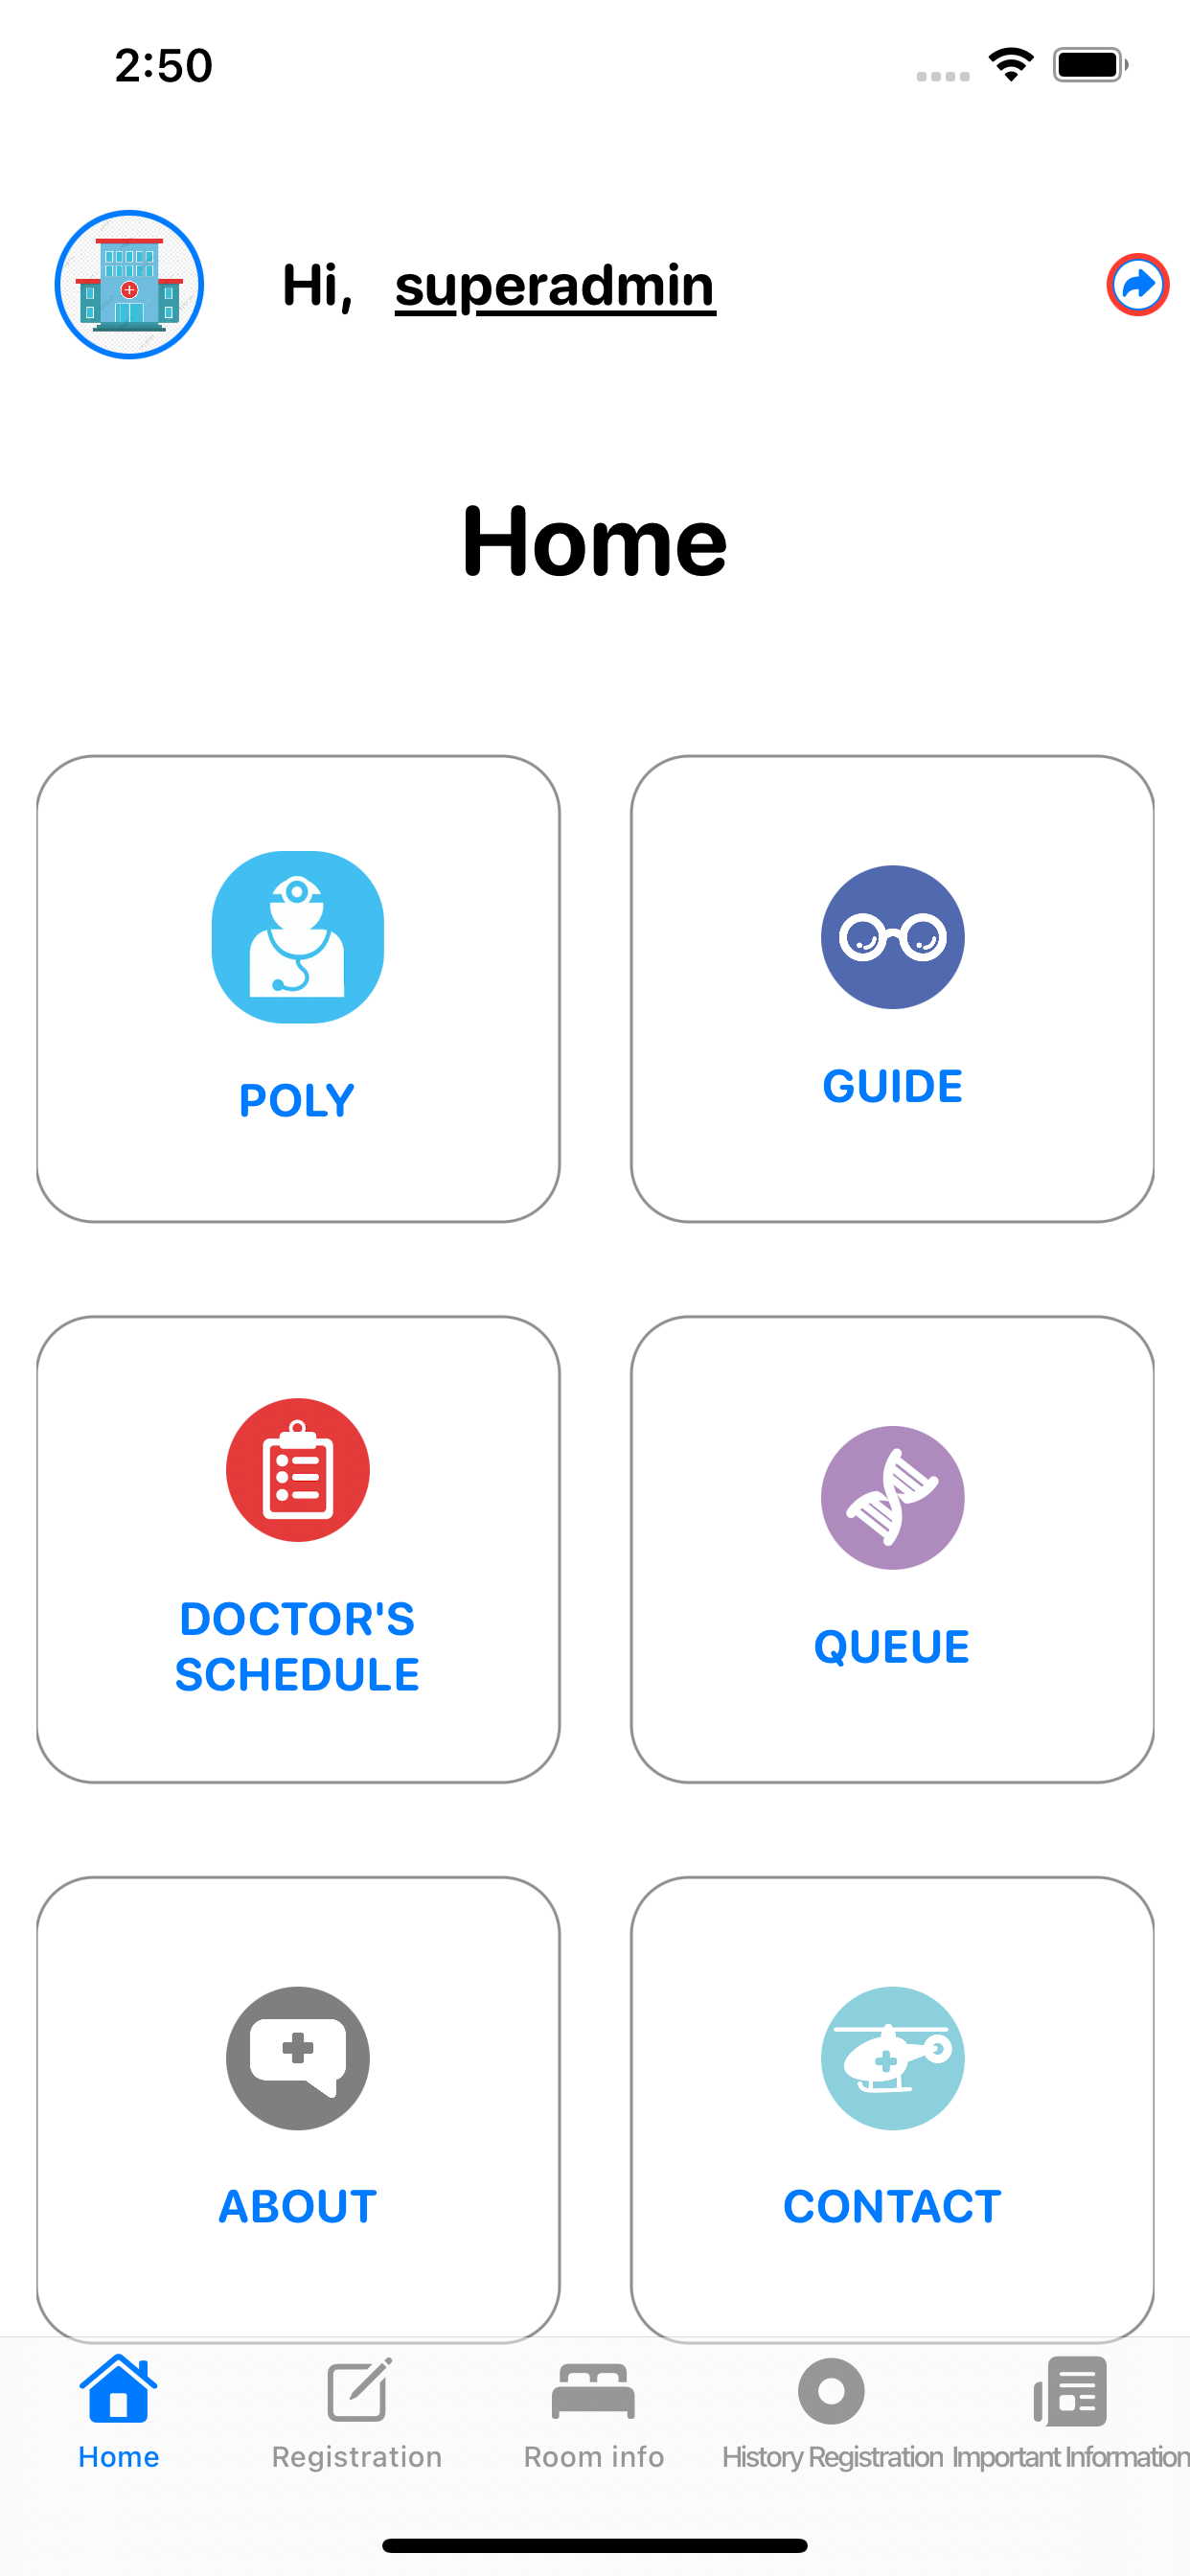 2:50
Hi, superadmin
Home
POLY
GUIDE
DOCTOR'S
SCHEDULE
QUEUE
ABOUT
CONTACT
Home
Registration
Room info
History Registration
Important Information